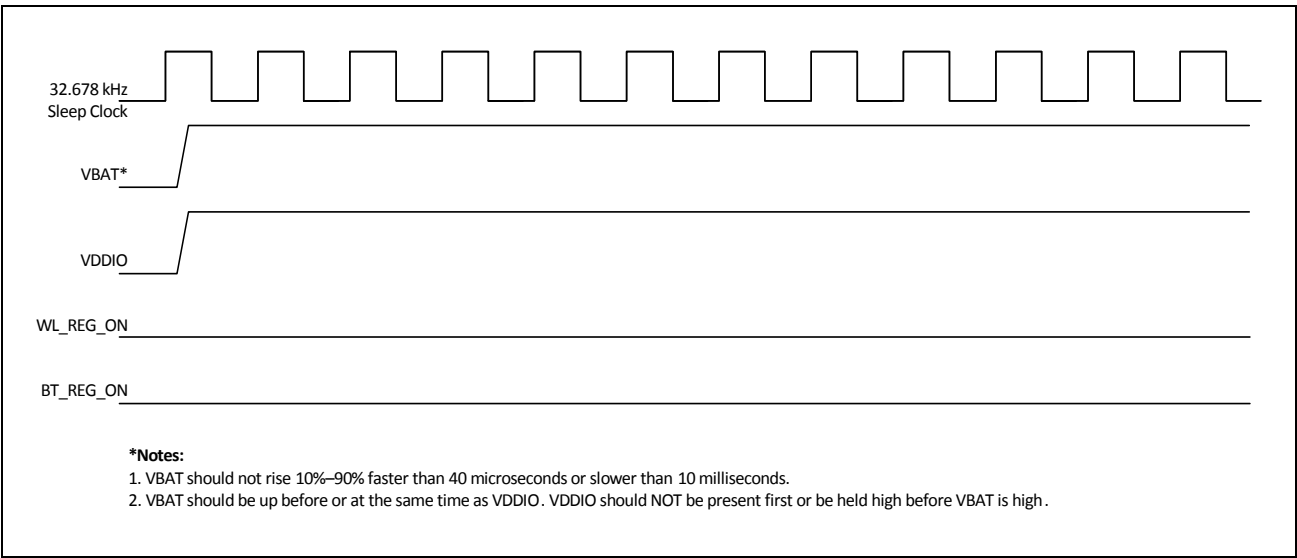 32.678 kHz
Sleep Clock
VBAT*
VDDIO
WL_REG_ON
BT_REG_ON
*Notes:
1. VBAT should not rise 10%–90% faster than 40 microseconds or slower than 10 milliseconds.
2. VBAT should be up before or at the same time as VDDIO. VDDIO should NOT be present first or be held high before VBAT is high.